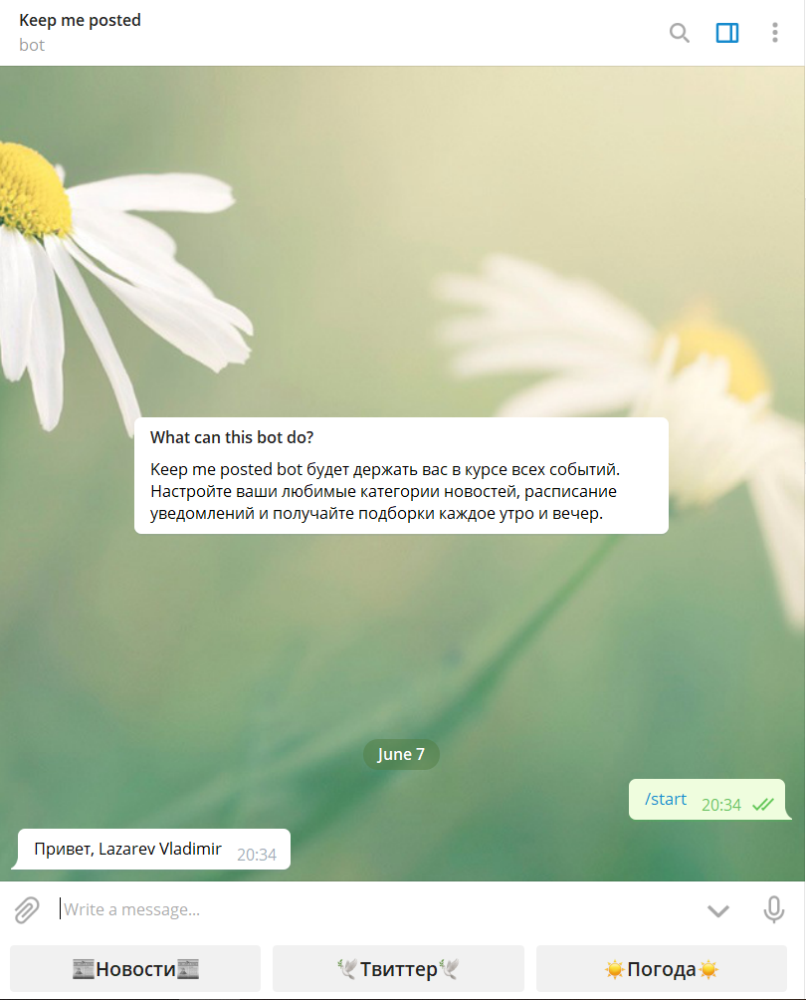 Keep me posted
bot
What can this bot do?
Keep me posted bot будет держать вас в курсе всех событий.
Настройте ваши любимые категории новостей, расписание
уведомлений и получайте подборки каждое утро и вечер.
June 7
/start 20:34
Привет, Lazarev Vladimir 20:34
Write a message...
📰Новости📰 🕊Твиттер🕊 ☀️Погода☀️